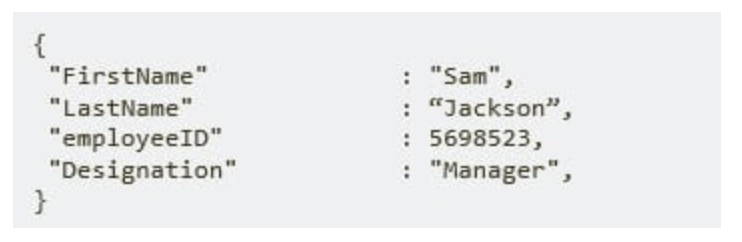 {
"FirstName" : "Sam",
"LastName" : “Jackson”,
"employeeID" : 5698523,
"Designation" : "Manager",
}